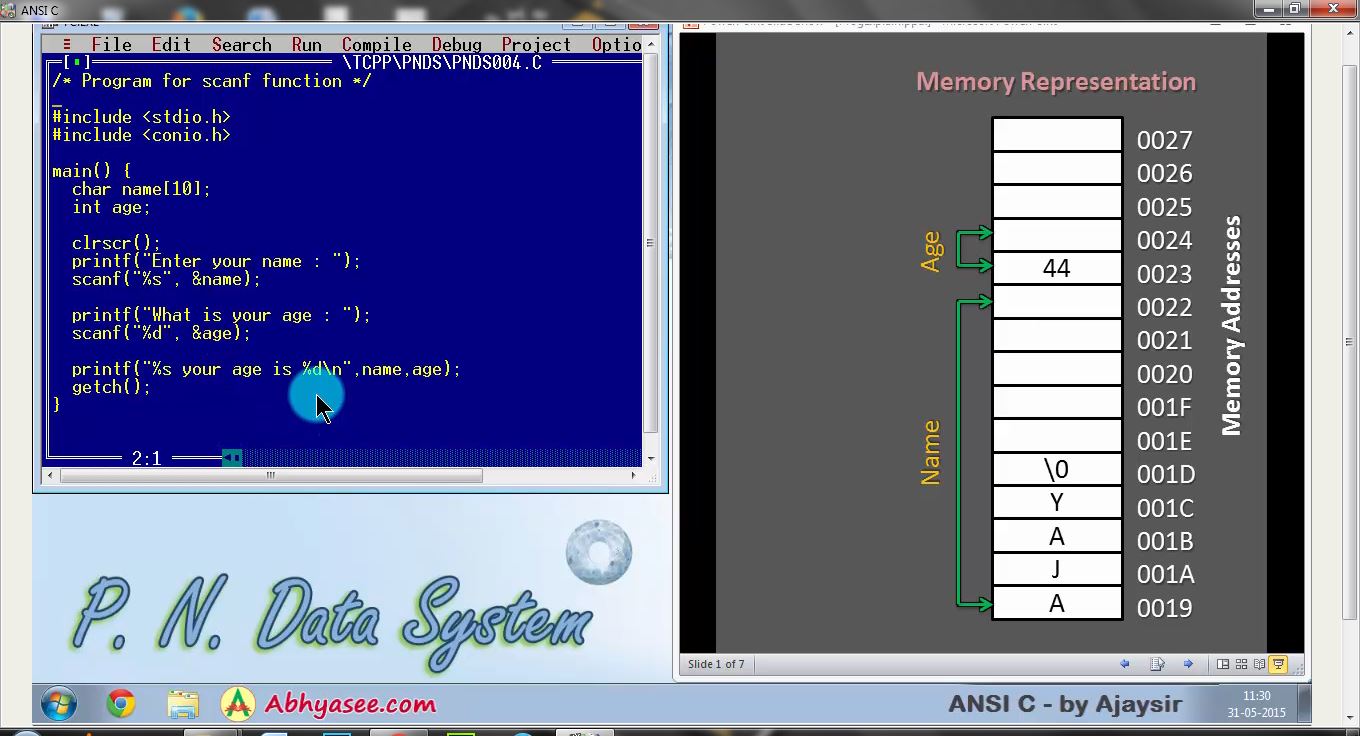 ANSI C
≡ File Edit Search Run Compile Debug Project Optio
[■] \TCPP\PNDS\PNDS004.C
/* Program for scanf function */
#include <stdio.h>
#include <conio.h>
main() {
char name[10];
int age;
clrscr();
printf("Enter your name : ");
scanf("%s", &name);
printf("What is your age : ");
scanf("%d", &age);
printf("%s your age is %d\n",name,age);
getch();
}
2:1
P. N. Data System
Memory Representation
0027
0026
0025
0024
44 0023
0022
0021
0020
001F
001E
\0 001D
Y 001C
A 001B
J 001A
A 0019
Age
Name
Memory Addresses
Slide 1 of 7
Abhyasee.com
ANSI C - by Ajaysir
11:30
31-05-2015